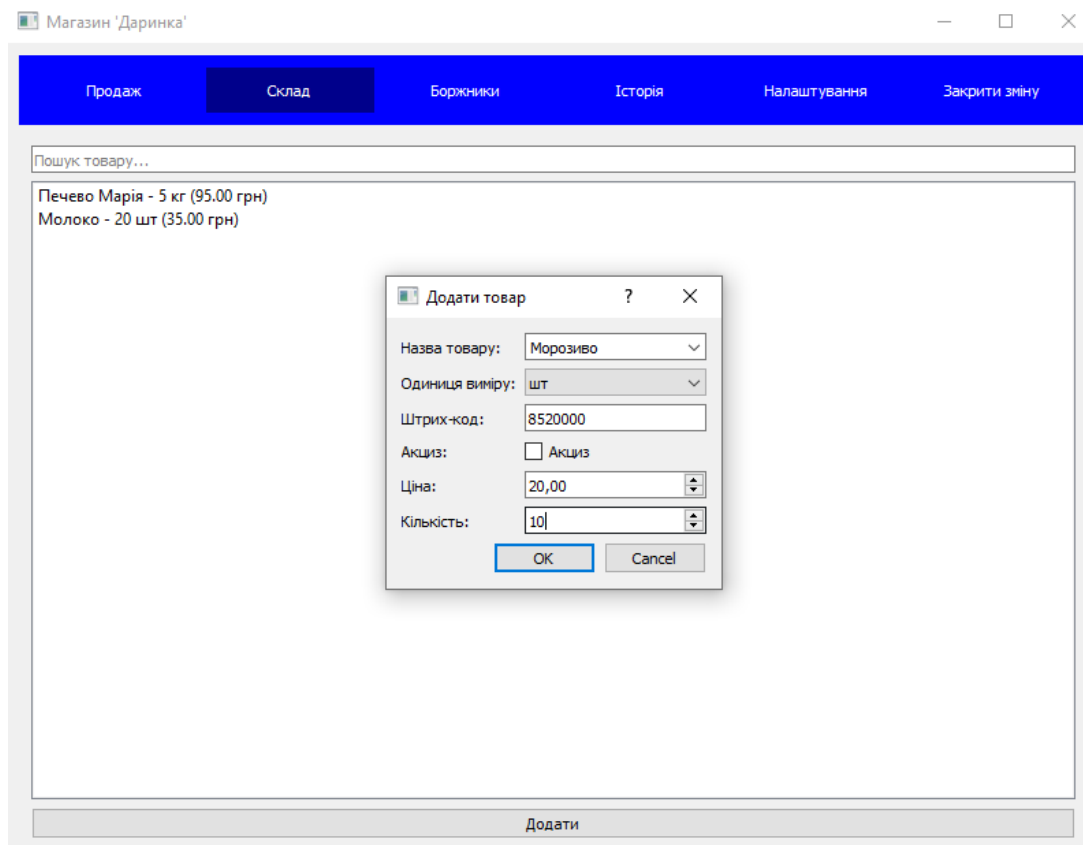 Магазин 'Даринка'
Продаж Склад Боржники Історія Налаштування Закрити зміну
Пошук товару...
Печево Марія - 5 кг (95.00 грн)
Молоко - 20 шт (35.00 грн)
Додати товар ?
Назва товару: Морозиво
Одиниця виміру: шт
Штрих-код: 8520000
Акциз: Акциз
Ціна: 20,00
Кількість: 10
OK Cancel
Додати